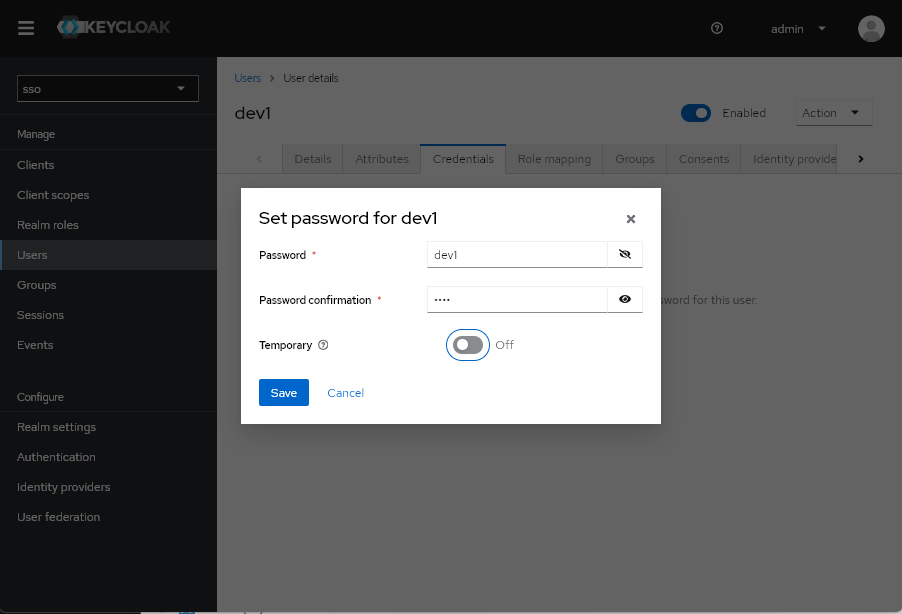 KEYCLOAK
admin
sso
Users
User details
dev1
Enabled
Action
Manage
Clients
Client scopes
Realm roles
Users
Groups
Sessions
Events
Configure
Realm settings
Authentication
Identity providers
User federation
Details
Attributes
Credentials
Role mapping
Groups
Consents
Identity provide
Set password for dev1
Password *
dev1
Password confirmation *
••••
sword for this user.
Temporary
Off
Save
Cancel